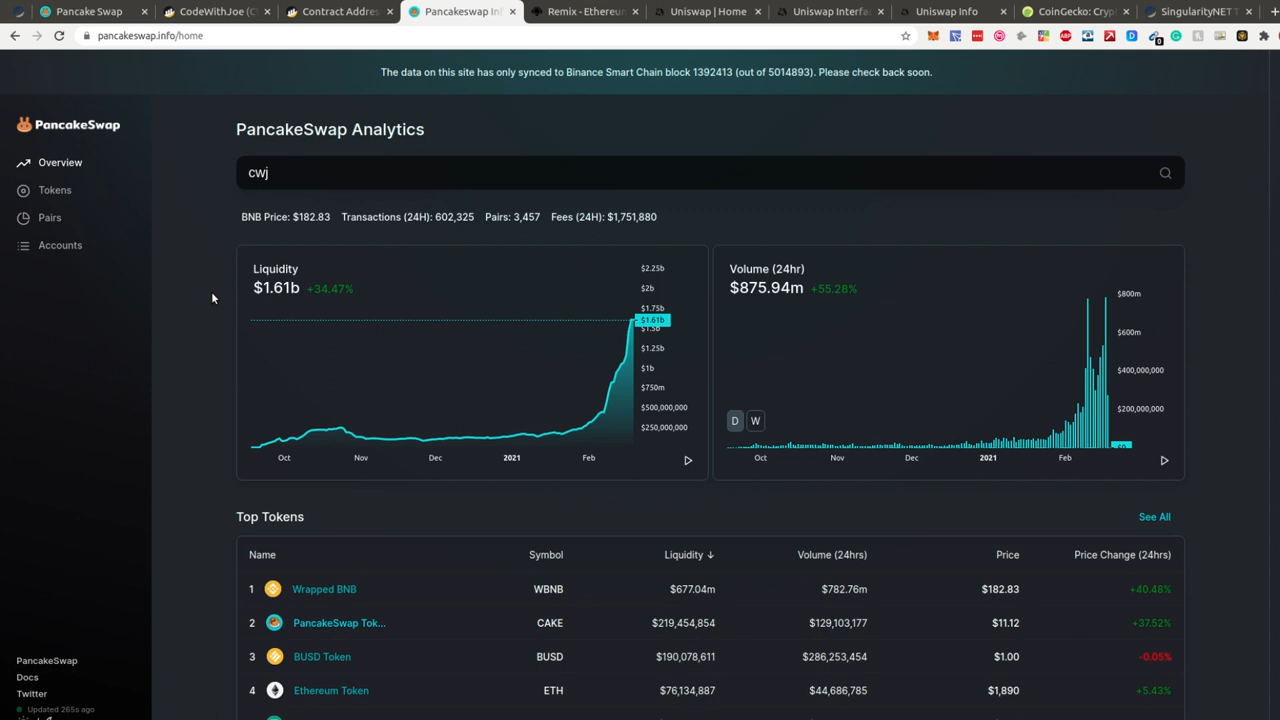 Pancake Swap
CodeWithJoe (C
Contract Addres
Pancakeswap In
Remix - Ethereu
Uniswap | Home
Uniswap Interfa
Uniswap Info
CoinGecko: Cryp
SingularityNET T
pancakeswap.info/home
The data on this site has only synced to Binance Smart Chain block 1392413 (out of 5014893). Please check back soon.
PancakeSwap
Overview
Tokens
Pairs
Accounts
PancakeSwap Analytics
cwj
BNB Price: $182.83 Transactions (24H): 602,325 Pairs: 3,457 Fees (24H): $1,751,880
Liquidity
$1.61b +34.47%
$2.25b
$2b
$1.75b
$1.61b
$1.5b
$1.25b
$1b
$750m
$500,000,000
$250,000,000
Oct Nov Dec 2021 Feb
Volume (24hr)
$875.94m +55.28%
$800m
$600m
$400,000,000
$200,000,000
D W
Oct Nov Dec 2021 Feb
Top Tokens See All
Name Symbol Liquidity ↓ Volume (24hrs) Price Price Change (24hrs)
1 Wrapped BNB WBNB $677.04m $782.76m $182.83 +40.48%
2 PancakeSwap Tok... CAKE $219,454,854 $129,103,177 $11.12 +37.52%
3 BUSD Token BUSD $190,078,611 $286,253,454 $1.00 -0.05%
4 Ethereum Token ETH $76,134,887 $44,686,785 $1,890 +5.43%
PancakeSwap
Docs
Twitter
Updated 265s ago